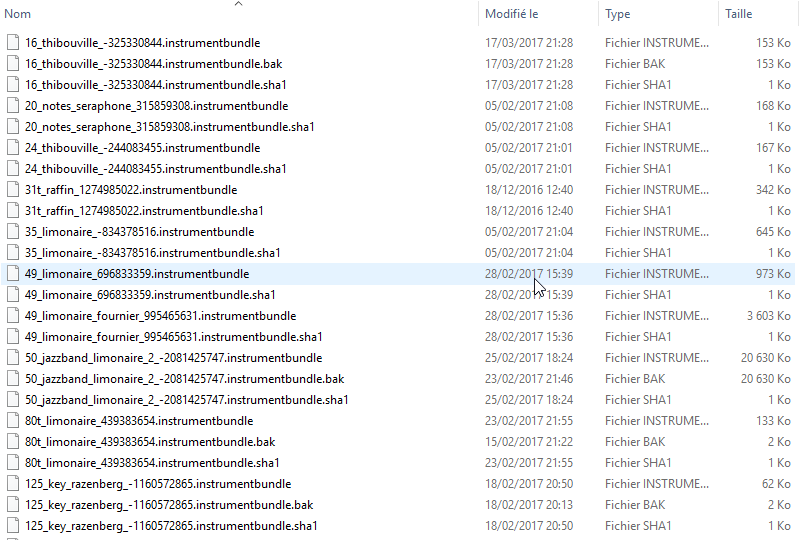 Nom Modifié le Type Taille
16_thibouville_-325330844.instrumentbundle 17/03/2017 21:28 Fichier INSTRUME... 153 Ko
16_thibouville_-325330844.instrumentbundle.bak 17/03/2017 21:28 Fichier BAK 153 Ko
16_thibouville_-325330844.instrumentbundle.sha1 17/03/2017 21:28 Fichier SHA1 1 Ko
20_notes_seraphone_315859308.instrumentbundle 05/02/2017 21:08 Fichier INSTRUME... 168 Ko
20_notes_seraphone_315859308.instrumentbundle.sha1 05/02/2017 21:08 Fichier SHA1 1 Ko
24_thibouville_-244083455.instrumentbundle 05/02/2017 21:01 Fichier INSTRUME... 167 Ko
24_thibouville_-244083455.instrumentbundle.sha1 05/02/2017 21:01 Fichier SHA1 1 Ko
31t_raffin_1274985022.instrumentbundle 18/12/2016 12:40 Fichier INSTRUME... 342 Ko
31t_raffin_1274985022.instrumentbundle.sha1 18/12/2016 12:40 Fichier SHA1 1 Ko
35_limonaire_-834378516.instrumentbundle 05/02/2017 21:04 Fichier INSTRUME... 645 Ko
35_limonaire_-834378516.instrumentbundle.sha1 05/02/2017 21:04 Fichier SHA1 1 Ko
49_limonaire_696833359.instrumentbundle 28/02/2017 15:39 Fichier INSTRUME... 973 Ko
49_limonaire_696833359.instrumentbundle.sha1 28/02/2017 15:39 Fichier SHA1 1 Ko
49_limonaire_fournier_995465631.instrumentbundle 28/02/2017 15:36 Fichier INSTRUME... 3 603 Ko
49_limonaire_fournier_995465631.instrumentbundle.sha1 28/02/2017 15:36 Fichier SHA1 1 Ko
50_jazzband_limonaire_2_-2081425747.instrumentbundle 25/02/2017 18:24 Fichier INSTRUME... 20 630 Ko
50_jazzband_limonaire_2_-2081425747.instrumentbundle.bak 23/02/2017 21:46 Fichier BAK 20 630 Ko
50_jazzband_limonaire_2_-2081425747.instrumentbundle.sha1 25/02/2017 18:24 Fichier SHA1 1 Ko
80t_limonaire_439383654.instrumentbundle 23/02/2017 21:55 Fichier INSTRUME... 133 Ko
80t_limonaire_439383654.instrumentbundle.bak 15/02/2017 21:22 Fichier BAK 2 Ko
80t_limonaire_439383654.instrumentbundle.sha1 23/02/2017 21:55 Fichier SHA1 1 Ko
125_key_razenberg_-1160572865.instrumentbundle 18/02/2017 20:50 Fichier INSTRUME... 62 Ko
125_key_razenberg_-1160572865.instrumentbundle.bak 18/02/2017 20:13 Fichier BAK 2 Ko
125_key_razenberg_-1160572865.instrumentbundle.sha1 18/02/2017 20:50 Fichier SHA1 1 Ko